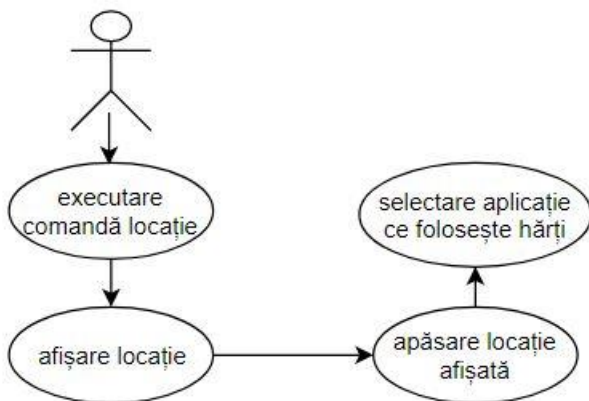 executare
comandă locație
selectare aplicație
ce folosește hărți
afișare locație
apăsare locație
afișată